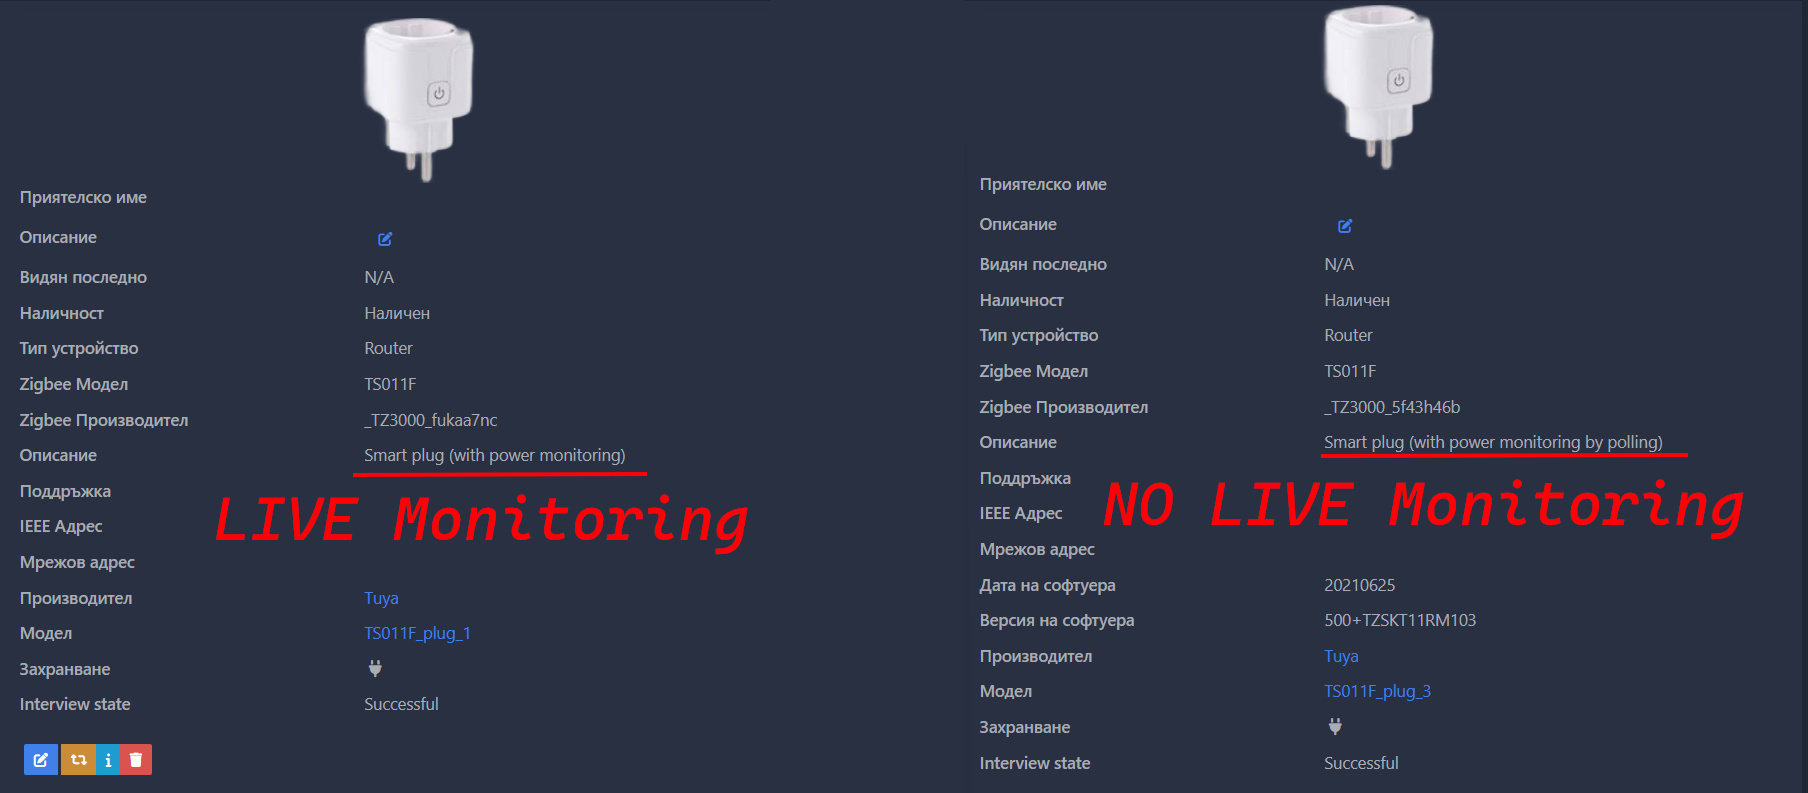 Приятелско име
Описание
Видян последно N/A
Наличност Наличен
Тип устройство Router
Zigbee Модел TS011F
Zigbee Производител _TZ3000_fukaa7nc
Описание Smart plug (with power monitoring)
LIVE Monitoring
Поддръжка
IEEE Адрес
Мрежов адрес
Производител Tuya
Модел TS011F_plug_1
Захранване
Interview state Successful
Приятелско име
Описание
Видян последно N/A
Наличност Наличен
Тип устройство Router
Zigbee Модел TS011F
Zigbee Производител _TZ3000_5f43h46b
Описание Smart plug (with power monitoring by polling)
NO LIVE Monitoring
Поддръжка
IEEE Адрес
Мрежов адрес
Дата на софтуера 20210625
Версия на софтуера 500+TZSKT11RM103
Производител Tuya
Модел TS011F_plug_3
Захранване
Interview state Successful